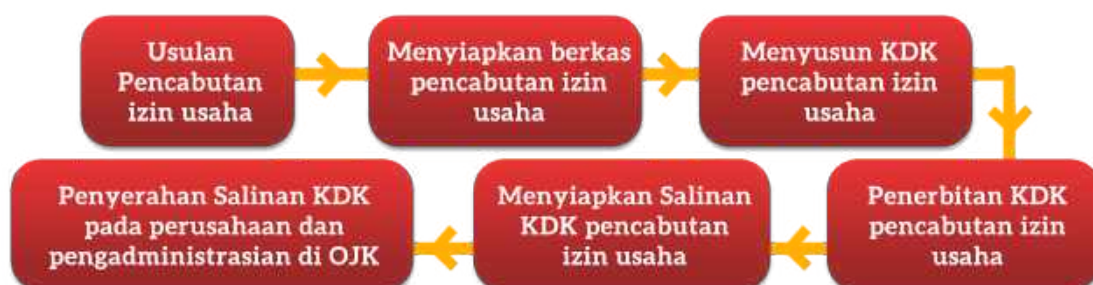 Usulan
Pencabutan
izin usaha
Menyiapkan berkas
pencabutan izin
usaha
Menyusun KDK
pencabutan izin
usaha
Penerbitan KDK
pencabutan izin
usaha
Menyiapkan Salinan
KDK pencabutan
izin usaha
Penyerahan Salinan KDK
pada perusahaan dan
pengadministrasian di OJK